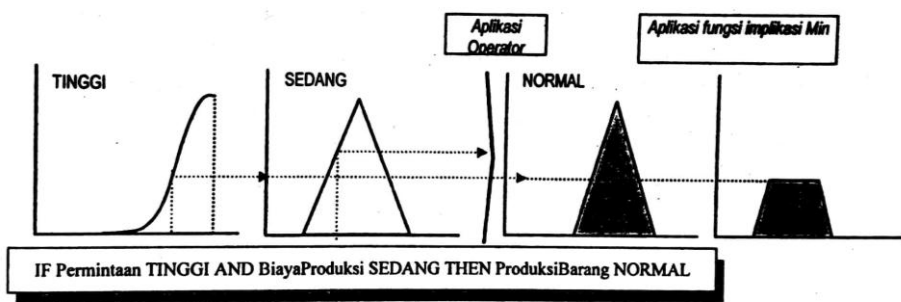 Aplikasi
Operator
Aplikasi fungsi implikasi Min
TINGGI
SEDANG
NORMAL
IF Permintaan TINGGI AND BiayaProduksi SEDANG THEN ProduksiBarang NORMAL